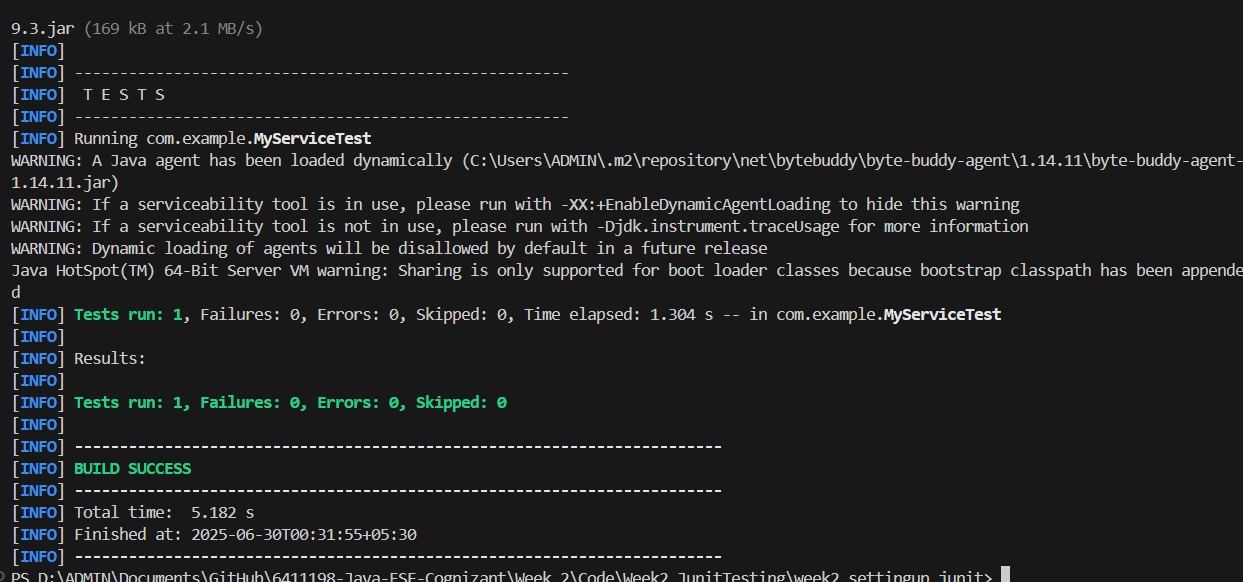 9.3.jar (169 kB at 2.1 MB/s)
[INFO]
[INFO] -------------------------------------------------------
[INFO]  T E S T S
[INFO] -------------------------------------------------------
[INFO] Running com.example.MyServiceTest
WARNING: A Java agent has been loaded dynamically (C:\Users\ADMIN\.m2\repository\net\bytebuddy\byte-buddy-agent\1.14.11\byte-buddy-agent-
1.14.11.jar)
WARNING: If a serviceability tool is in use, please run with -XX:+EnableDynamicAgentLoading to hide this warning
WARNING: If a serviceability tool is not in use, please run with -Djdk.instrument.traceUsage for more information
WARNING: Dynamic loading of agents will be disallowed by default in a future release
Java HotSpot(TM) 64-Bit Server VM warning: Sharing is only supported for boot loader classes because bootstrap classpath has been appende
d
[INFO] Tests run: 1, Failures: 0, Errors: 0, Skipped: 0, Time elapsed: 1.304 s -- in com.example.MyServiceTest
[INFO]
[INFO] Results:
[INFO]
[INFO] Tests run: 1, Failures: 0, Errors: 0, Skipped: 0
[INFO]
[INFO] ------------------------------------------------------------------------
[INFO] BUILD SUCCESS
[INFO] ------------------------------------------------------------------------
[INFO] Total time:  5.182 s
[INFO] Finished at: 2025-06-30T00:31:55+05:30
[INFO] ------------------------------------------------------------------------
PS D:\ADMIN\Documents\GitHub\6411198-Java-FSE-Cognizant\Week_2\Code\Week2_JunitTesting\week2_settingup_junit>